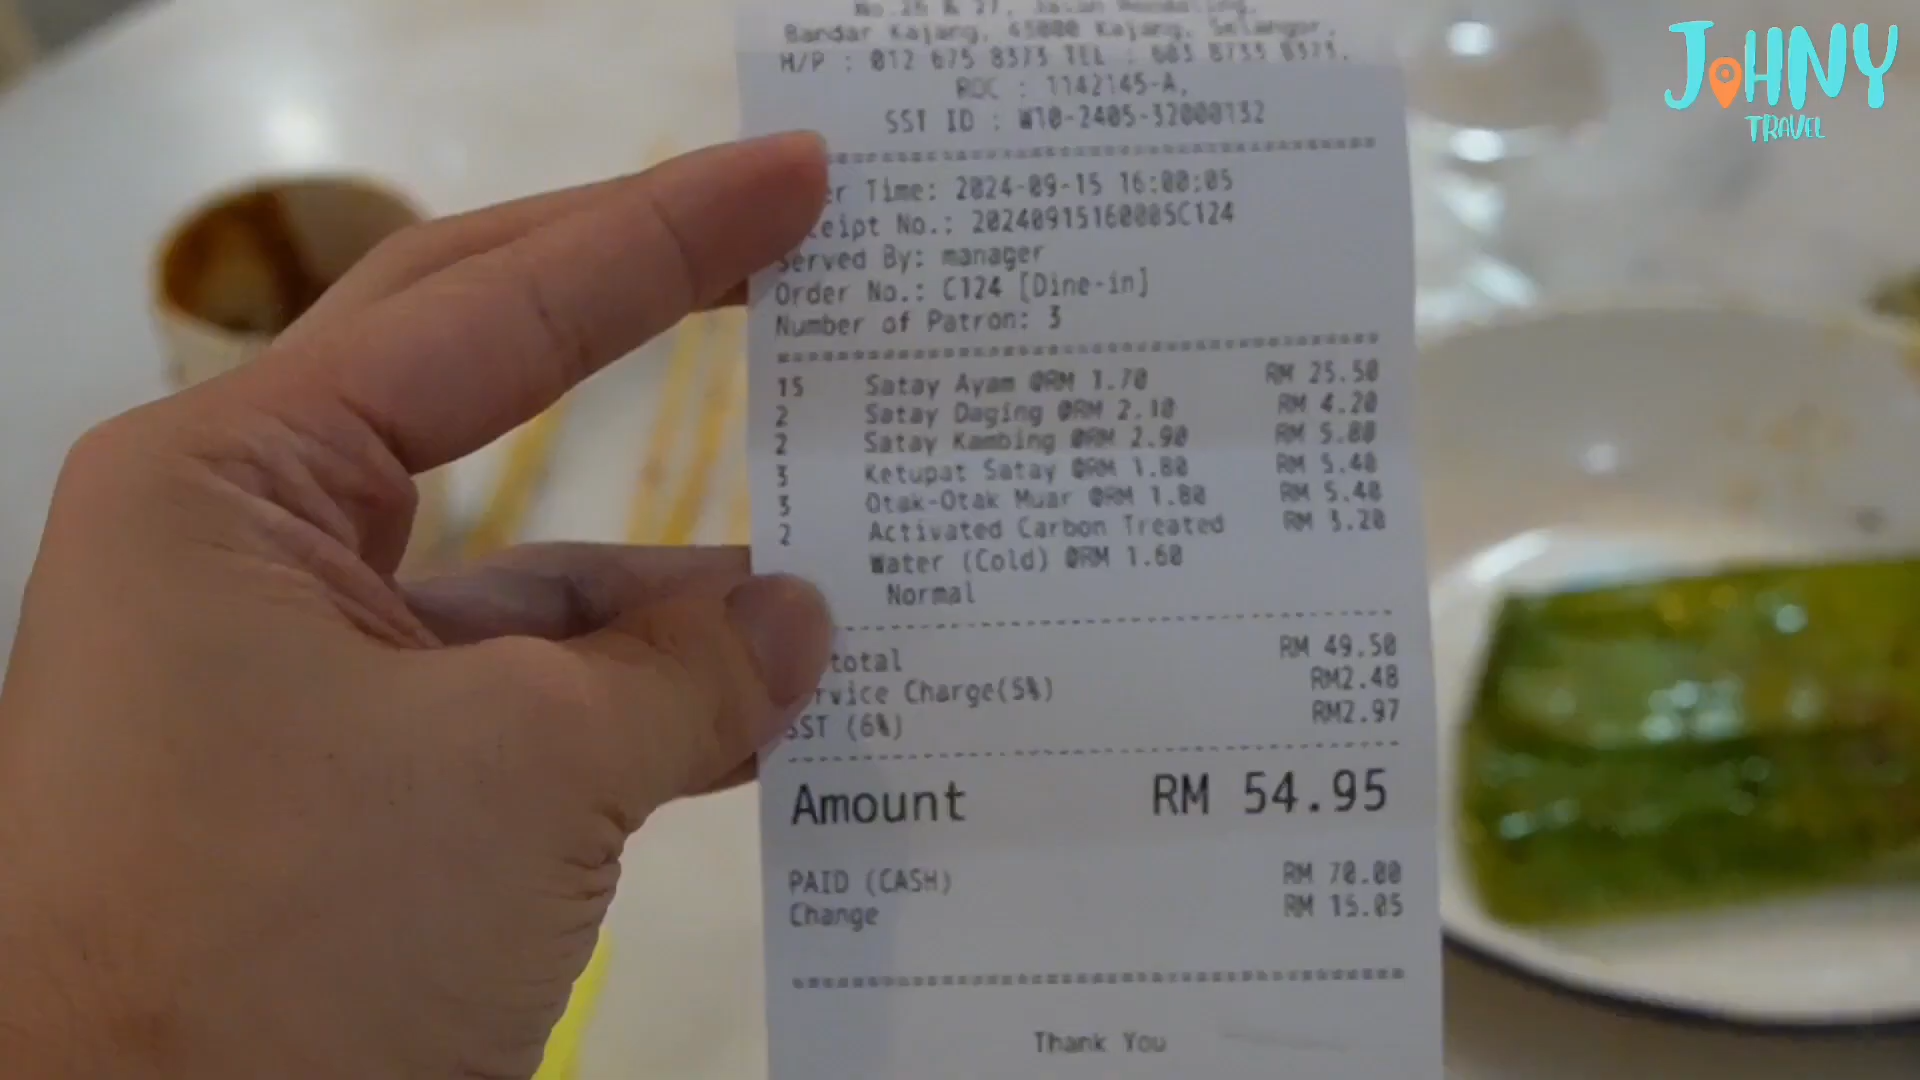 Bandar Kajang, 43000 Kajang, Selangor,
H/P : 012 675 8373 TEL : 603 8733 8373,
ROC : 1142145-A,
SST ID : W10-2405-32000132
er Time: 2024-09-15 16:00:05
ceipt No.: 20240915160005C124
Served By: manager
Order No.: C124 [Dine-in]
Number of Patron: 3
15 Satay Ayam @RM 1.70 RM 25.50
2 Satay Daging @RM 2.10 RM 4.20
2 Satay Kambing @RM 2.90 RM 5.80
3 Ketupat Satay @RM 1.80 RM 5.40
3 Otak-Otak Muar @RM 1.80 RM 5.40
2 Activated Carbon Treated RM 3.20
Water (Cold) @RM 1.60
Normal
total RM 49.50
rvice Charge(5%) RM2.48
SST (6%) RM2.97
Amount RM 54.95
PAID (CASH) RM 70.00
Change RM 15.05
Thank You
JOHNY
TRAVEL